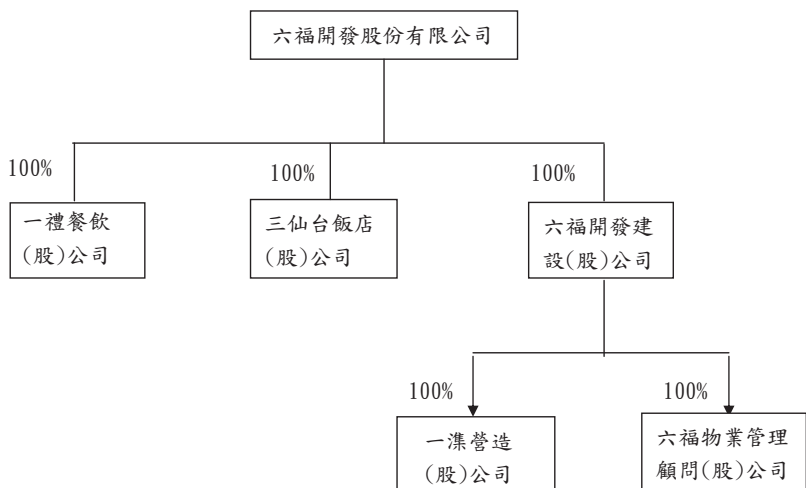 六福開發股份有限公司
100%
100%
100%
一禮餐飲
(股)公司
三仙台飯店
(股)公司
六福開發建
設(股)公司
100%
100%
一潗營造
(股)公司
六福物業管理
顧問(股)公司